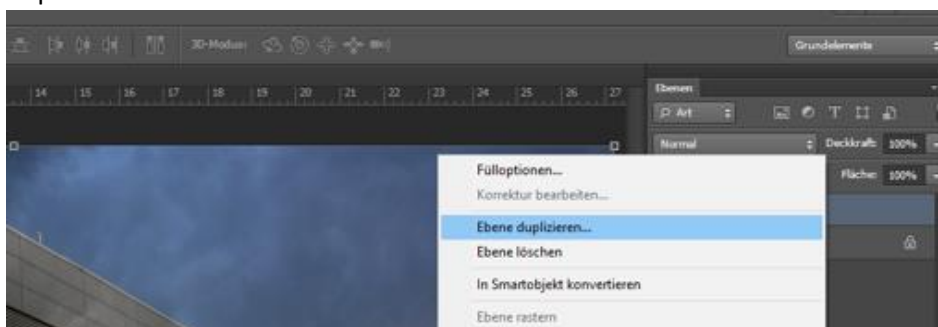 3D-Modus:
Grundelemente
14 15 16 17 18 19 20 21 22 23 24 25 26 27
Ebenen
Art
Normal Deckkraft: 100%
Fläche: 100%
Fülloptionen...
Korrektur bearbeiten...
Ebene duplizieren...
Ebene löschen
In Smartobjekt konvertieren
Ebene rastern